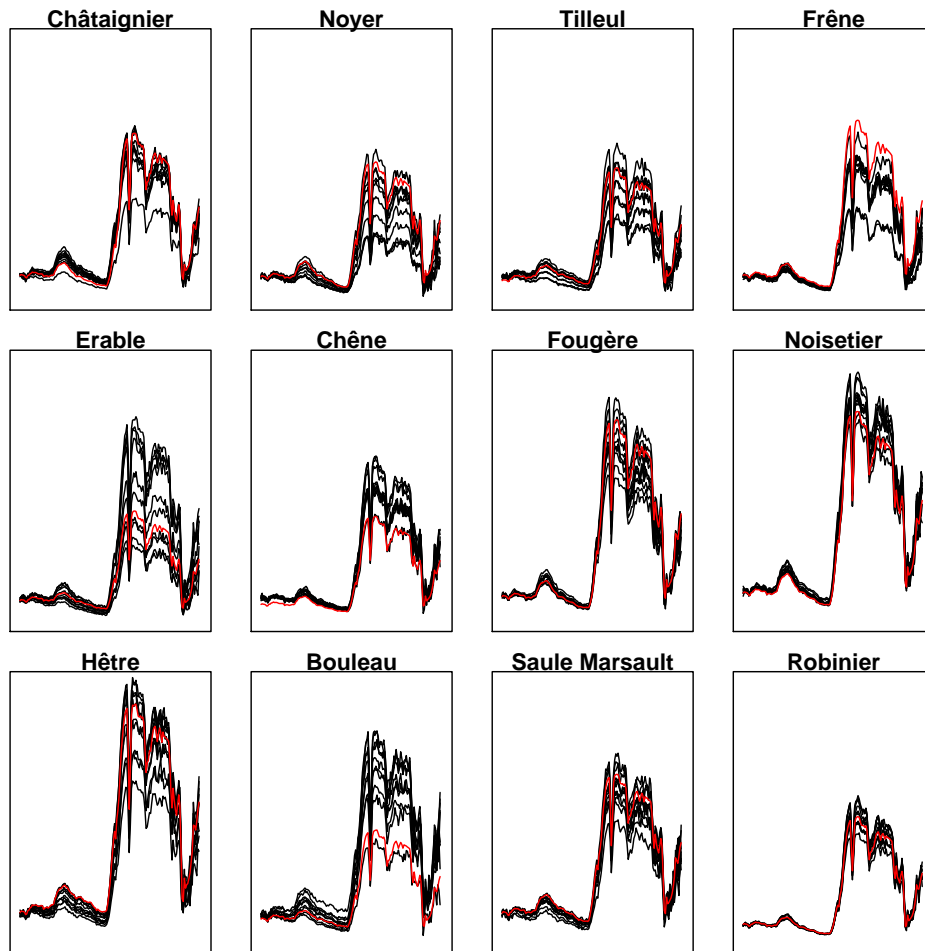 Châtaignier
Noyer
Tilleul
Frêne
Erable
Chêne
Fougère
Noisetier
Hêtre
Bouleau
Saule Marsault
Robinier